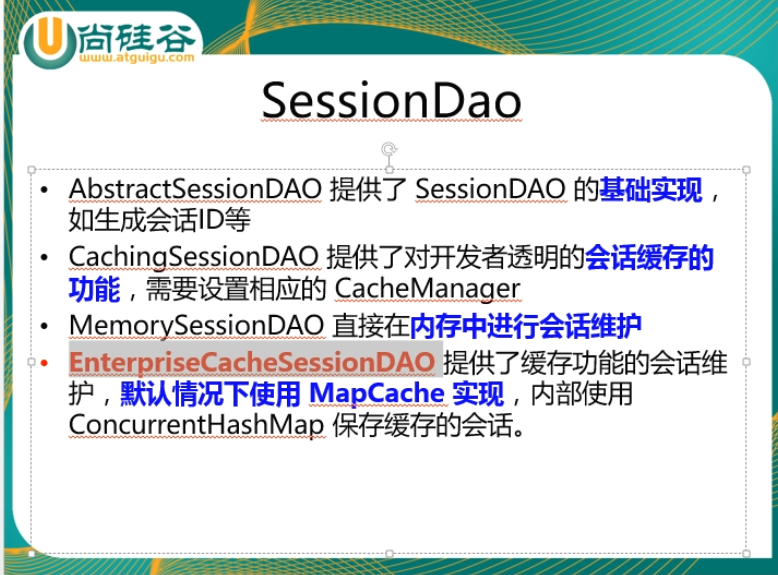 尚硅谷
www.atguigu.com
SessionDao
• AbstractSessionDAO 提供了 SessionDAO 的基础实现，
如生成会话ID等
• CachingSessionDAO 提供了对开发者透明的会话缓存的
功能，需要设置相应的 CacheManager
• MemorySessionDAO 直接在内存中进行会话维护
• EnterpriseCacheSessionDAO 提供了缓存功能的会话维
护，默认情况下使用 MapCache 实现，内部使用
ConcurrentHashMap 保存缓存的会话。